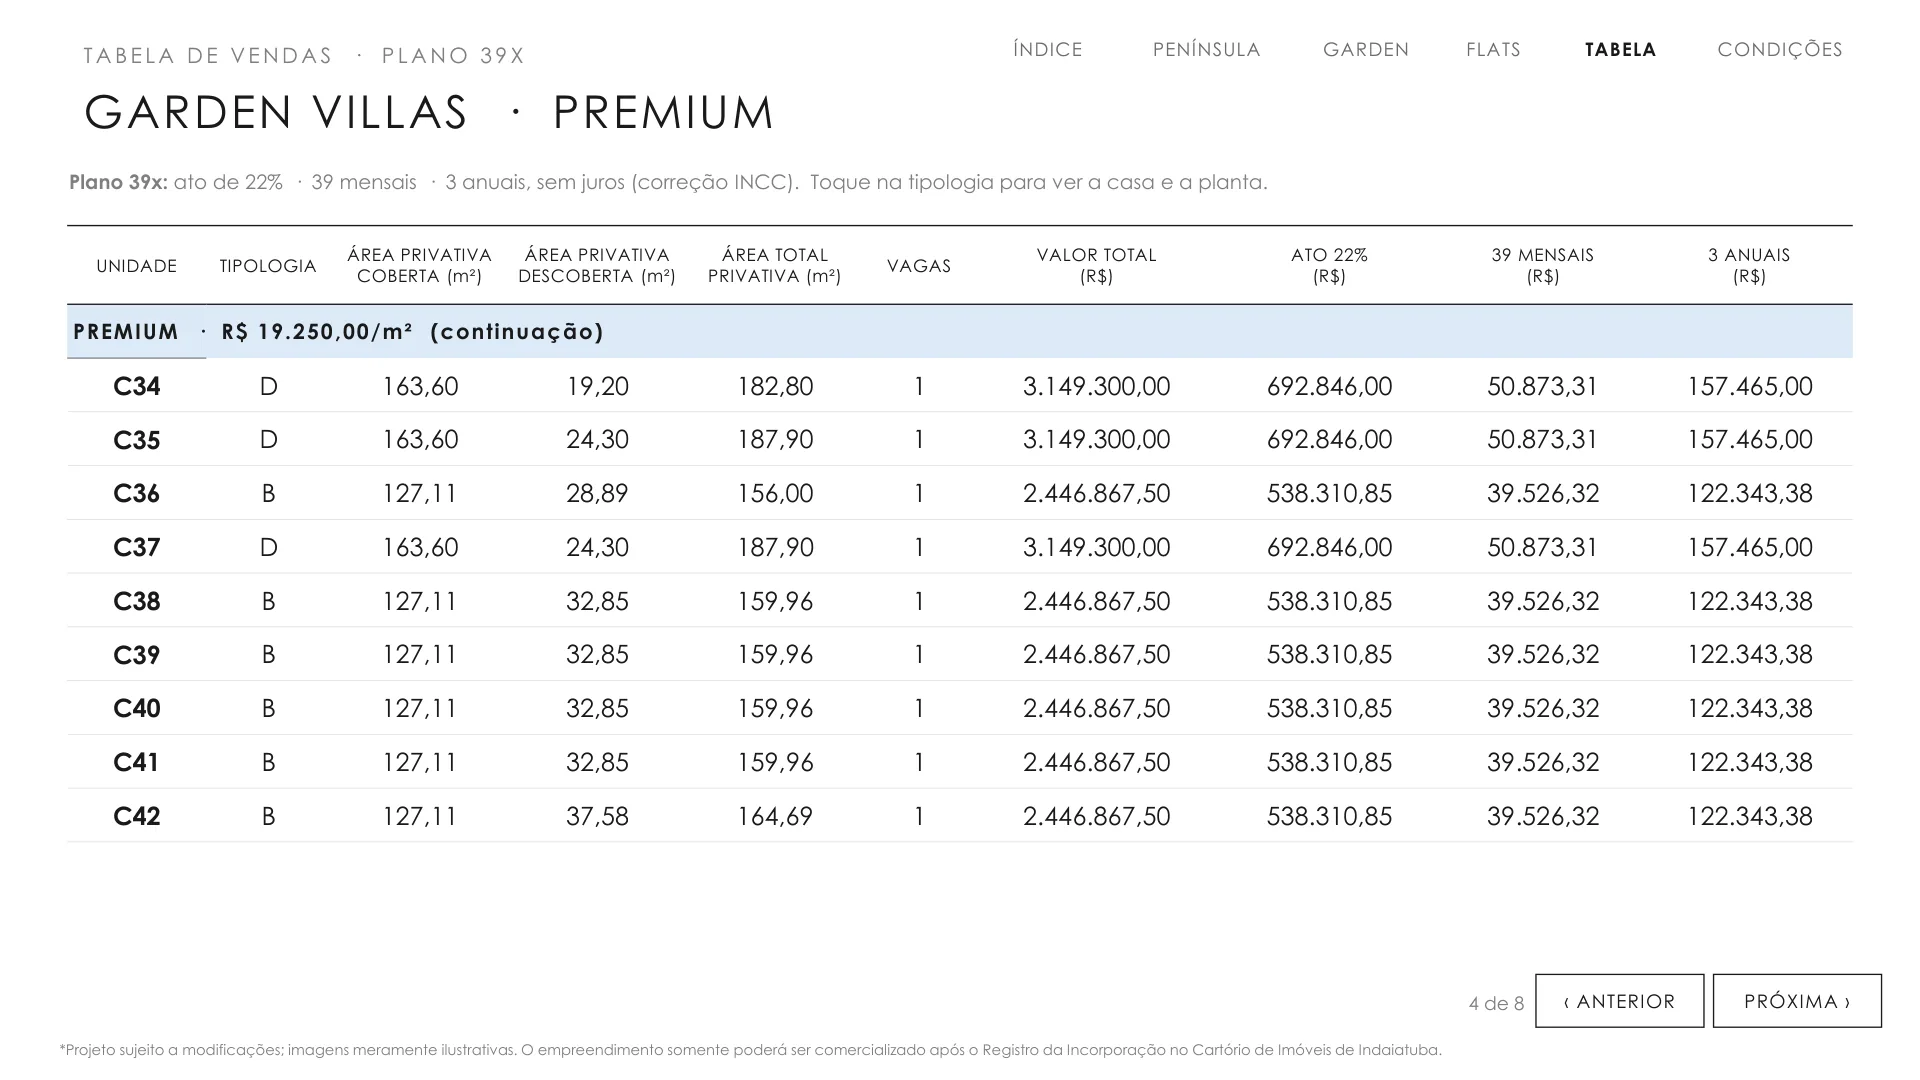 TABELA DE VENDAS · PLANO 39X
ÍNDICE PENÍNSULA GARDEN FLATS TABELA CONDIÇÕES
GARDEN VILLAS · PREMIUM
Plano 39x: ato de 22% · 39 mensais · 3 anuais, sem juros (correção INCC). Toque na tipologia para ver a casa e a planta.
UNIDADE TIPOLOGIA ÁREA PRIVATIVA COBERTA (m²) ÁREA PRIVATIVA DESCOBERTA (m²) ÁREA TOTAL PRIVATIVA (m²) VAGAS VALOR TOTAL (R$) ATO 22% (R$) 39 MENSAIS (R$) 3 ANUAIS (R$)
PREMIUM · R$ 19.250,00/m² (continuação)
C34 D 163,60 19,20 182,80 1 3.149.300,00 692.846,00 50.873,31 157.465,00
C35 D 163,60 24,30 187,90 1 3.149.300,00 692.846,00 50.873,31 157.465,00
C36 B 127,11 28,89 156,00 1 2.446.867,50 538.310,85 39.526,32 122.343,38
C37 D 163,60 24,30 187,90 1 3.149.300,00 692.846,00 50.873,31 157.465,00
C38 B 127,11 32,85 159,96 1 2.446.867,50 538.310,85 39.526,32 122.343,38
C39 B 127,11 32,85 159,96 1 2.446.867,50 538.310,85 39.526,32 122.343,38
C40 B 127,11 32,85 159,96 1 2.446.867,50 538.310,85 39.526,32 122.343,38
C41 B 127,11 32,85 159,96 1 2.446.867,50 538.310,85 39.526,32 122.343,38
C42 B 127,11 37,58 164,69 1 2.446.867,50 538.310,85 39.526,32 122.343,38
4 de 8 ‹ ANTERIOR PRÓXIMA ›
*Projeto sujeito a modificações; imagens meramente ilustrativas. O empreendimento somente poderá ser comercializado após o Registro da Incorporação no Cartório de Imóveis de Indaiatuba.